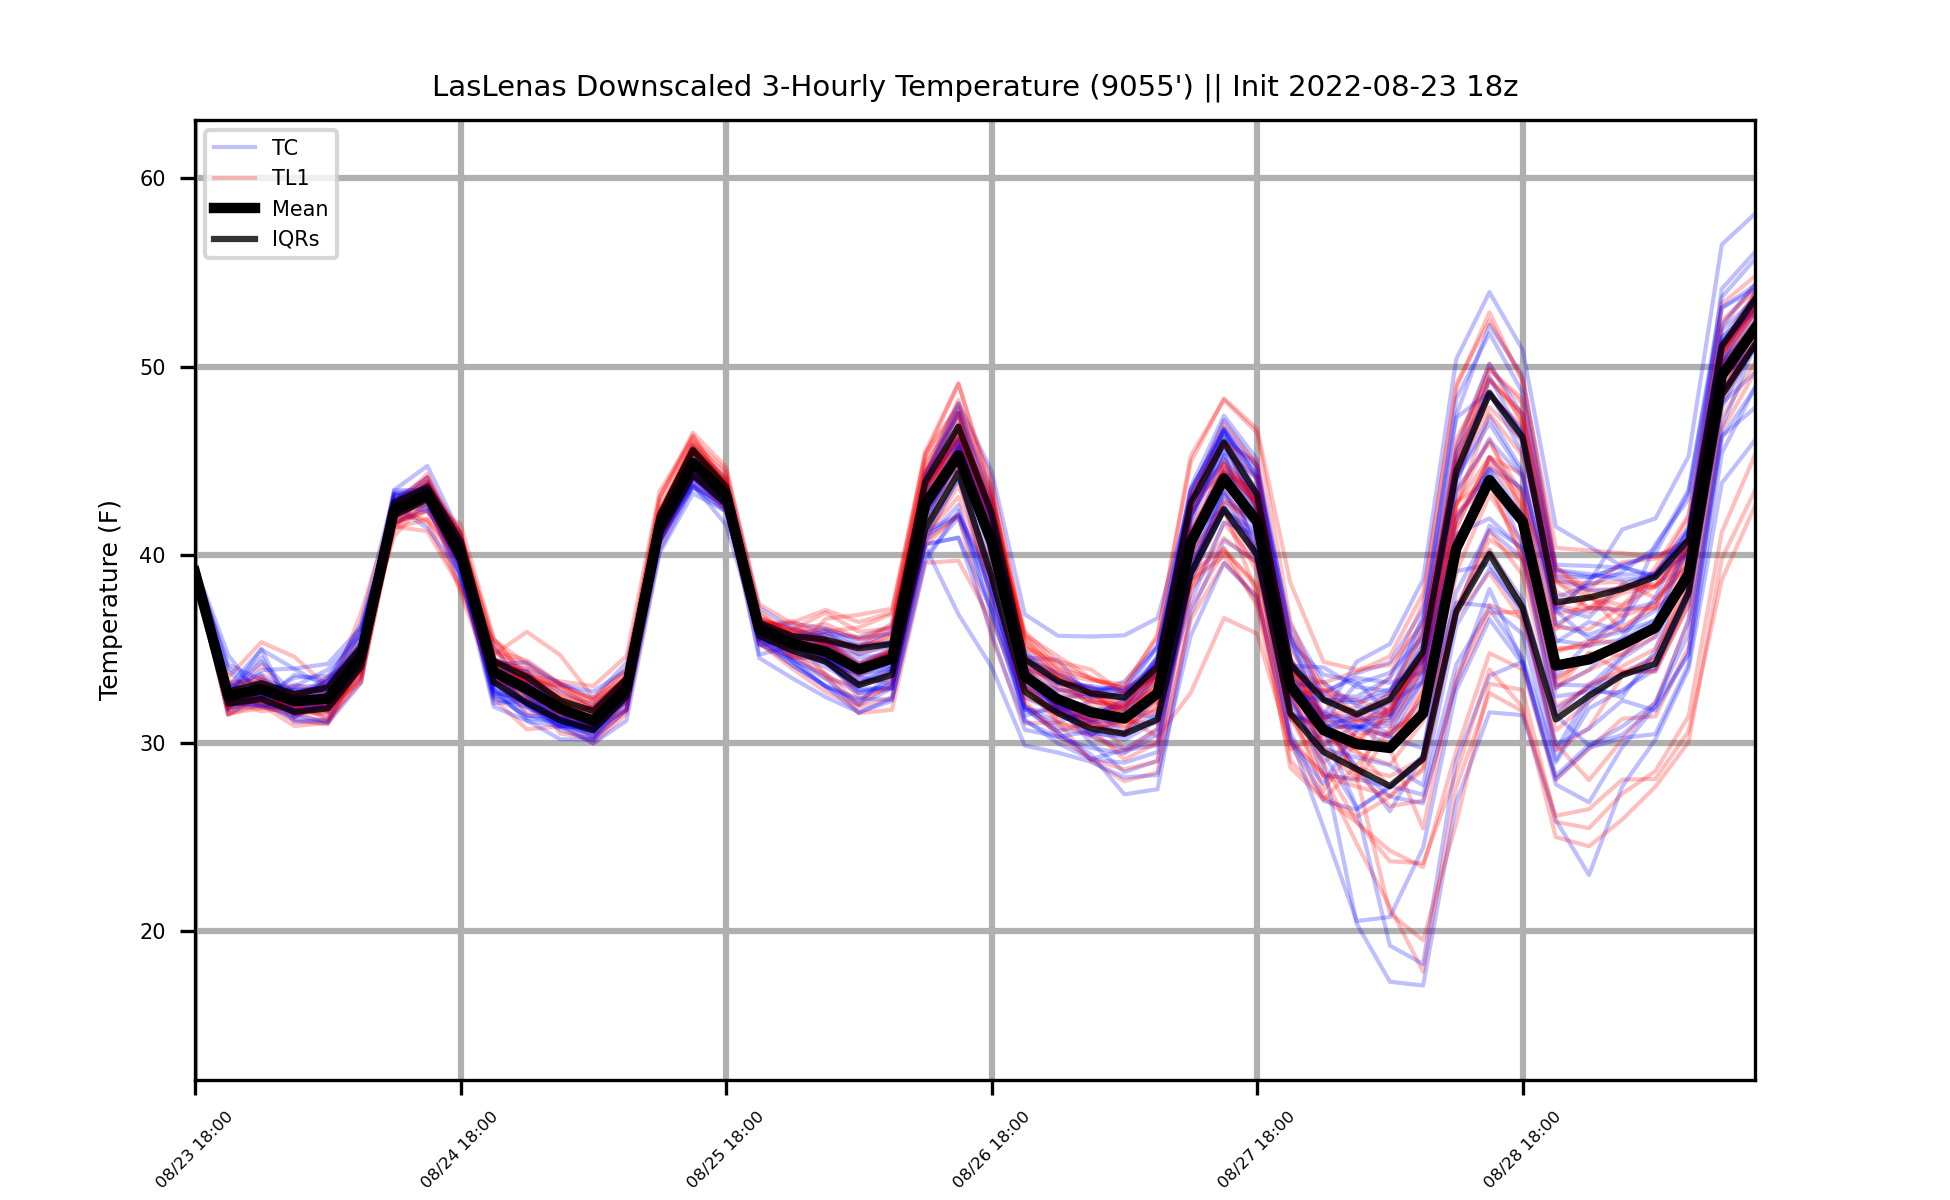 LasLenas Downscaled 3-Hourly Temperature (9055') || Init 2022-08-23 18z
TC
TL1
Mean
IQRs
60
50
40
30
20
Temperature (F)
08/23 18:00
08/24 18:00
08/25 18:00
08/26 18:00
08/27 18:00
08/28 18:00